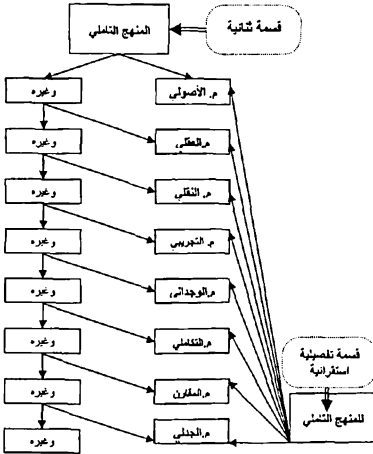 قسمة ثنائية
المنهج التأملي
م. الأصولي
وغيره
م.العقلي
وغيره
م. النقلي
وغيره
م. التجريبي
وغيره
م.الوجداني
وغيره
م.التكاملي
وغيره
م.المقارن
وغيره
م.الجدلي
وغيره
قسمة تفصيلية
استقرائية
للمنهج التأملي